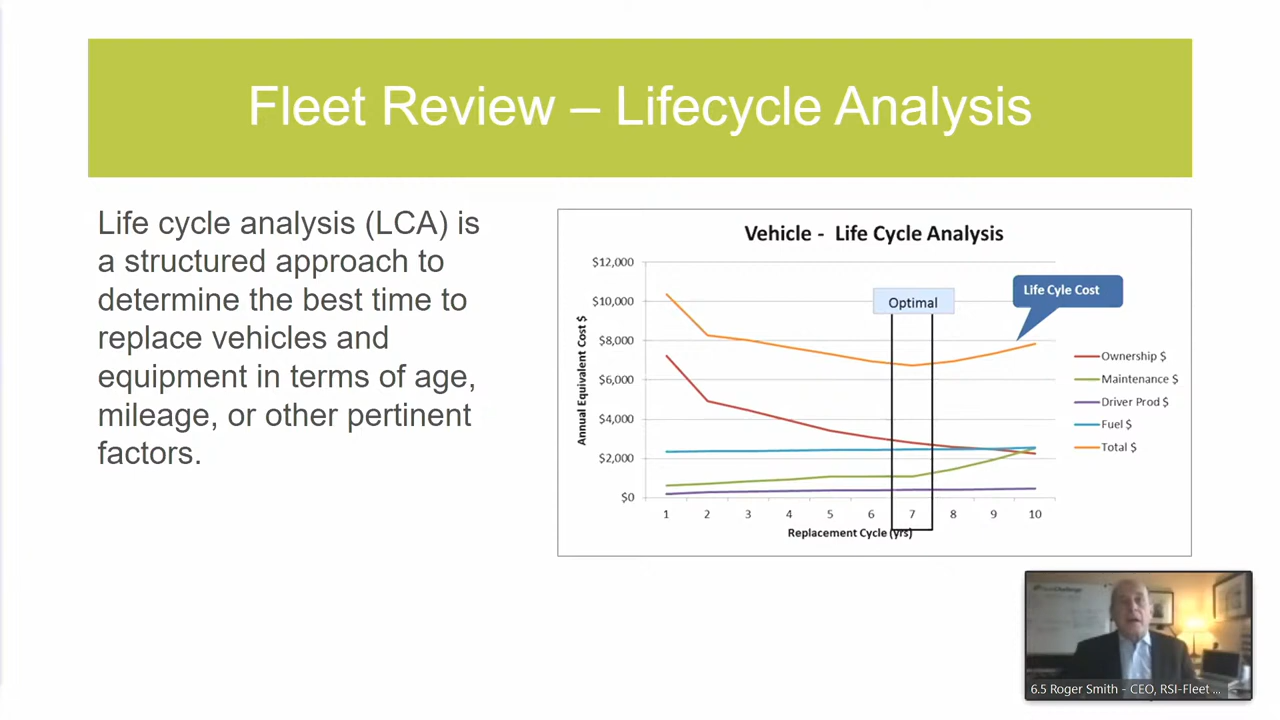 Fleet Review – Lifecycle Analysis
Life cycle analysis (LCA) is
a structured approach to
determine the best time to
replace vehicles and
equipment in terms of age,
mileage, or other pertinent
factors.
Vehicle - Life Cycle Analysis
Annual Equivalent Cost $
$12,000
$10,000
$8,000
$6,000
$4,000
$2,000
$0
Optimal
Life Cyle Cost
Ownership $
Maintenance $
Driver Prod $
Fuel $
Total $
1 2 3 4 5 6 7 8 9 10
Replacement Cycle (yrs)
6.5 Roger Smith - CEO, RSI-Fleet ...